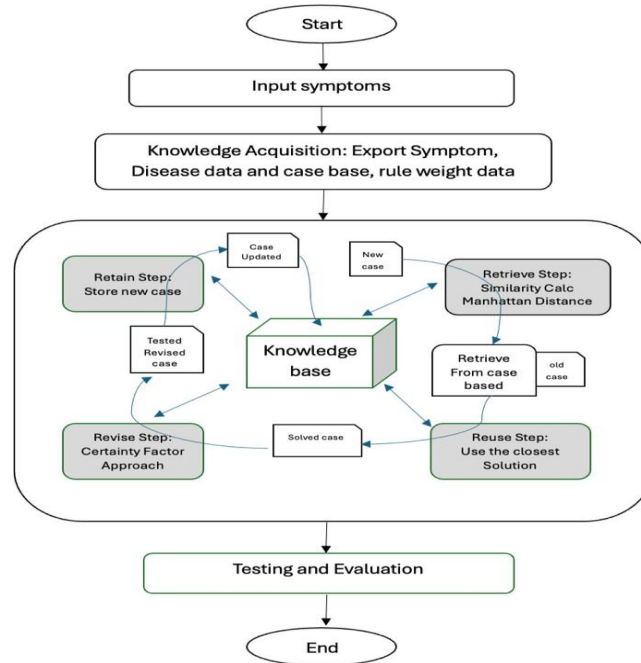 Start
Input symptoms
Knowledge Acquisition: Export Symptom,
Disease data and case base, rule weight data
Case
Updated
New
case
Retain Step:
Store new case
Retrieve Step:
Similarity Calc
Manhattan Distance
Tested
Revised
case
Knowledge
base
Retrieve
From case
based
old
case
Revise Step:
Certainty Factor
Approach
Solved case
Reuse Step:
Use the closest
Solution
Testing and Evaluation
End